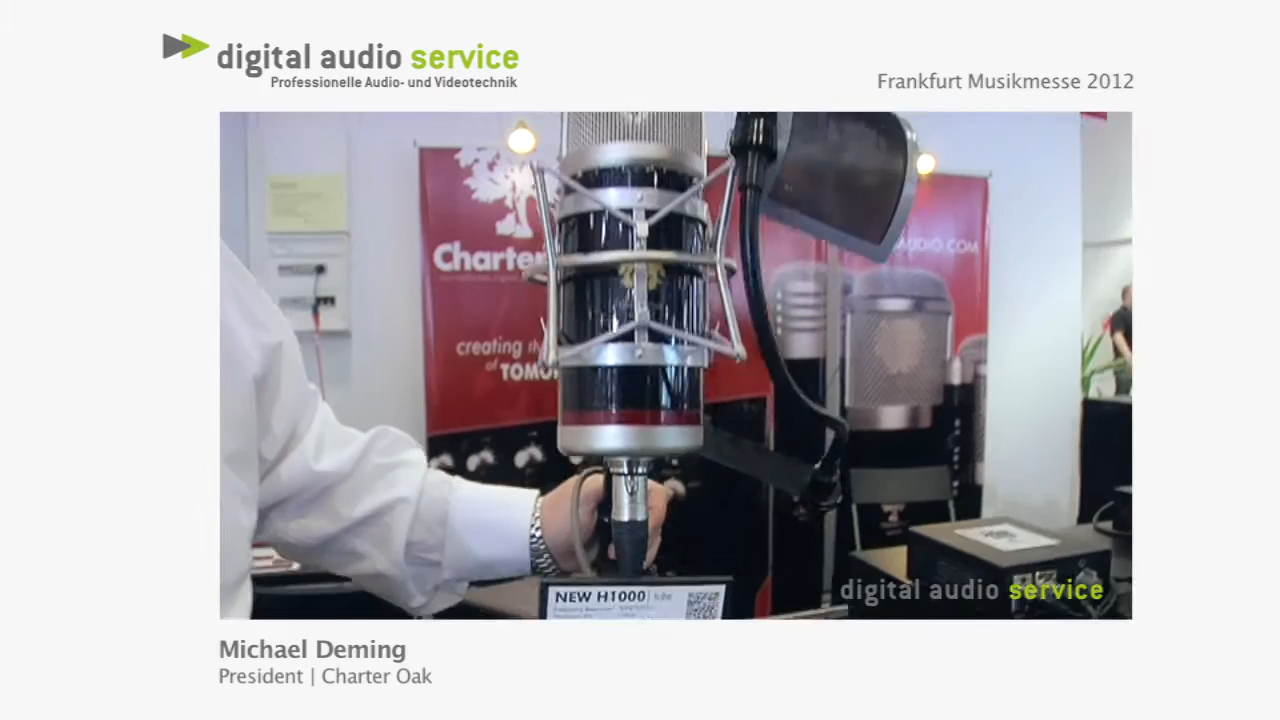 digital audio service
Professionelle Audio- und Videotechnik
Frankfurt Musikmesse 2012
Charter
AUDIO.COM
creating
of TOMO
NEW H1000 | tube
digital audio service
Michael Deming
President | Charter Oak